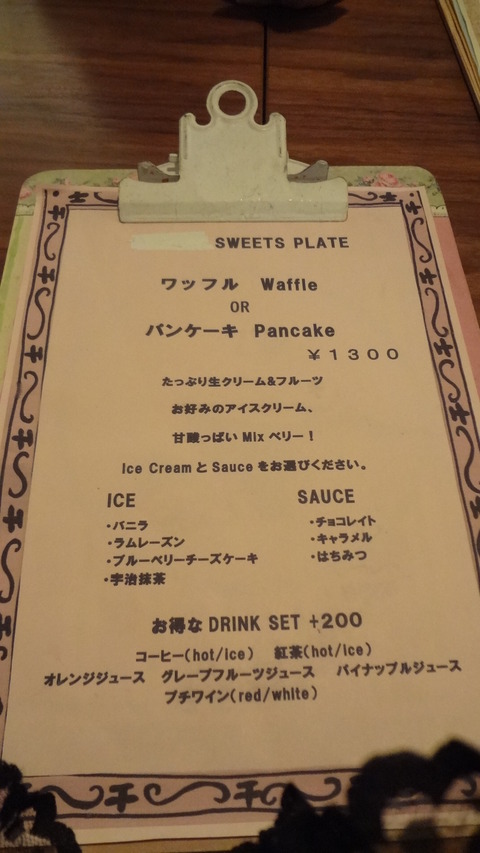 SWEETS PLATE
ワッフル Waffle
OR
パンケーキ Pancake
￥１３００
たっぷり生クリーム&フルーツ
お好みのアイスクリーム、
甘酸っぱい Mix ベリー！
Ice Cream と Sauce をお選びください。
ICE
・バニラ
・ラムレーズン
・ブルーベリーチーズケーキ
・宇治抹茶
SAUCE
・チョコレイト
・キャラメル
・はちみつ
お得な DRINK SET +200
コーヒー(hot/ice) 紅茶(hot/ice)
オレンジジュース グレープフルーツジュース パイナップルジュース
プチワイン(red/white)